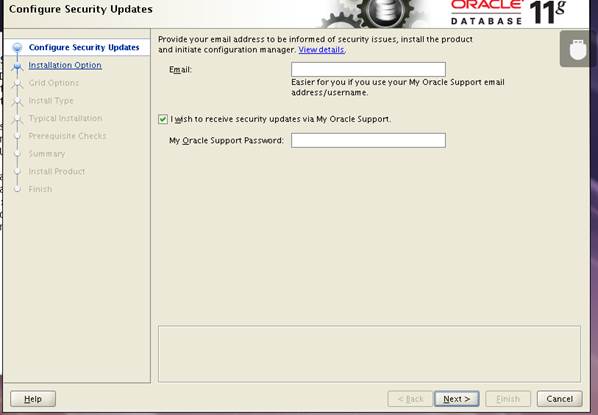 Configure Security Updates
ORACLE
DATABASE 11g
Configure Security Updates
Installation Option
Grid Options
Install Type
Typical Installation
Prerequisite Checks
Summary
Install Product
Finish
Provide your email address to be informed of security issues, install the product
and initiate configuration manager. View details.
Email:
Easier for you if you use your My Oracle Support email
address/username.
I wish to receive security updates via My Oracle Support.
My Oracle Support Password:
Help
< Back
Next >
Finish
Cancel